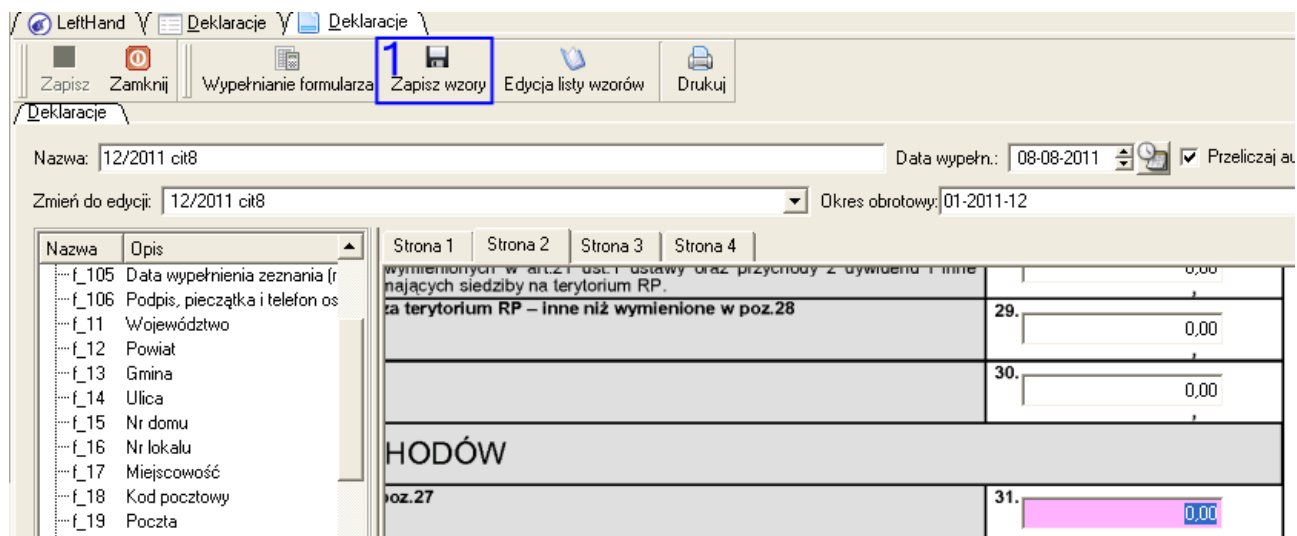 LeftHand Deklaracje Deklaracje
1
Zapisz Zamknij Wypełnianie formularza Zapisz wzory Edycja listy wzorów Drukuj
Deklaracje
Nazwa: 12/2011 cit8 Data wypełn.: 08-08-2011 Przeliczaj au
Zmień do edycji: 12/2011 cit8 Okres obrotowy: 01-2011-12
Nazwa Opis Strona 1 Strona 2 Strona 3 Strona 4
f_105 Data wypełnienia zeznania (r
wymienionych w art.21 ust.1 ustawy oraz przychody z dywidend i inne 0,00
mających siedziby na terytorium RP. ,
f_106 Podpis, pieczątka i telefon os
za terytorium RP – inne niż wymienione w poz.28 29. 0,00
,
f_11 Województwo
f_12 Powiat
f_13 Gmina
30. 0,00
,
f_14 Ulica
f_15 Nr domu
f_16 Nr lokalu
HODÓW
f_17 Miejscowość
f_18 Kod pocztowy
poz.27 31. 0,00
f_19 Poczta